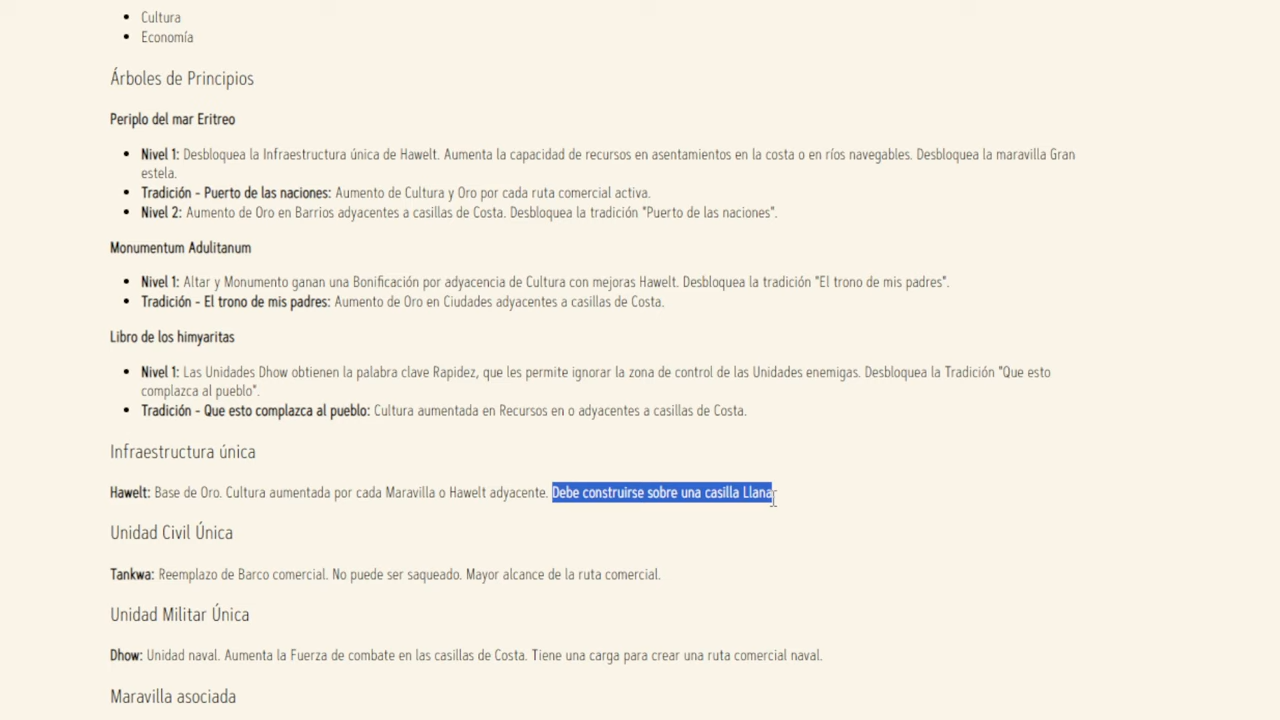 Cultura
Economía
Árboles de Principios
Periplo del mar Eritreo
Nivel 1: Desbloquea la Infraestructura única de Hawelt. Aumenta la capacidad de recursos en asentamientos en la costa o en ríos navegables. Desbloquea la maravilla Gran
estela.
Tradición - Puerto de las naciones: Aumento de Cultura y Oro por cada ruta comercial activa.
Nivel 2: Aumento de Oro en Barrios adyacentes a casillas de Costa. Desbloquea la tradición "Puerto de las naciones".
Monumentum Adulitanum
Nivel 1: Altar y Monumento ganan una Bonificación por adyacencia de Cultura con mejoras Hawelt. Desbloquea la tradición "El trono de mis padres".
Tradición - El trono de mis padres: Aumento de Oro en Ciudades adyacentes a casillas de Costa.
Libro de los himyaritas
Nivel 1: Las Unidades Dhow obtienen la palabra clave Rapidez, que les permite ignorar la zona de control de las Unidades enemigas. Desbloquea la Tradición "Que esto
complazca al pueblo".
Tradición - Que esto complazca al pueblo: Cultura aumentada en Recursos en o adyacentes a casillas de Costa.
Infraestructura única
Hawelt: Base de Oro. Cultura aumentada por cada Maravilla o Hawelt adyacente. Debe construirse sobre una casilla Llana
Unidad Civil Única
Tankwa: Reemplazo de Barco comercial. No puede ser saqueado. Mayor alcance de la ruta comercial.
Unidad Militar Única
Dhow: Unidad naval. Aumenta la Fuerza de combate en las casillas de Costa. Tiene una carga para crear una ruta comercial naval.
Maravilla asociada